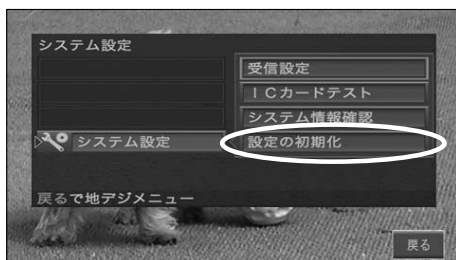 システム設定
受信設定
ICカードテスト
システム情報確認
システム設定
設定の初期化
戻るで地デジメニュー
戻る